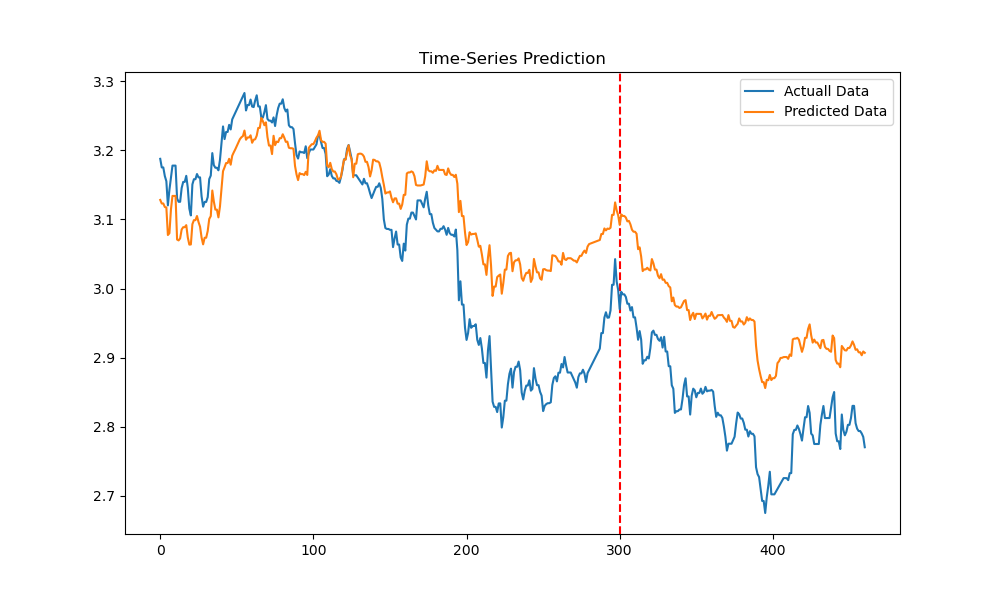 Time-Series Prediction
Actuall Data
Predicted Data
3.3
3.2
3.1
3.0
2.9
2.8
2.7
0 100 200 300 400